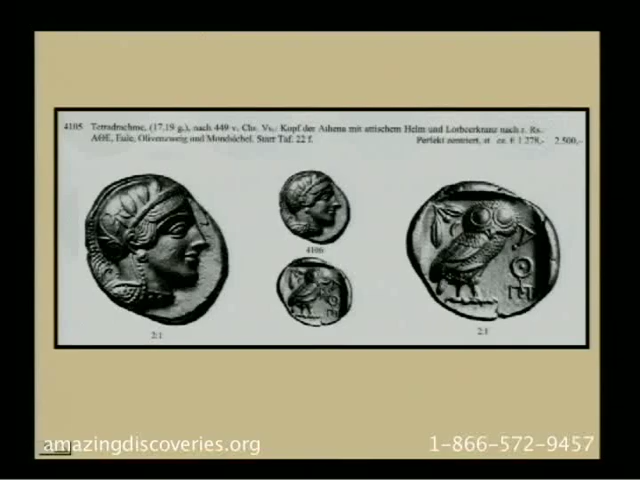 4105 Tetradrachme, (17,19 g.), nach 449 v. Chr. Vs.: Kopf der Athena mit attischem Helm und Lorbeerkranz nach r. Rs.
ΑΘΕ, Eule, Olivenzweig und Mondsichel. Starr Taf. 22 f. Perfekt zentriert, st ca. € 1 278,- 2.500,-
4106
ΑΘΕ
2:1
2:1
amazingdiscoveries.org
1-866-572-9457